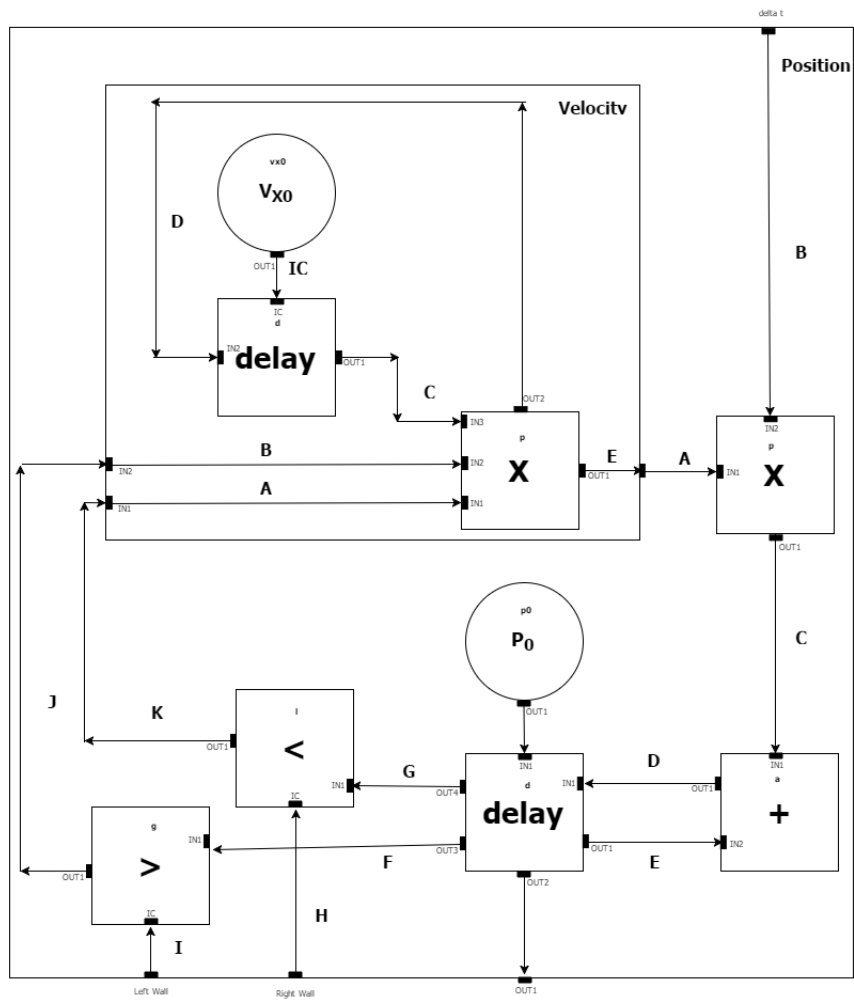 delta t
Position
Velocity
vx0
VX0
D
B
OUT1
IC
IC
d
IN2
delay
OUT1
C
OUT2
IN3
p
B
IN2
X
E
A
IN2
OUT1
A
IN1
IN1
IN2
p
IN1
X
OUT1
p0
P0
C
J
K
l
OUT1
<
OUT1
IN1
IN1
G
D
a
IC
IN1
OUT4
d
IN1
OUT1
delay
+
g
IN1
F
OUT3
OUT1
E
IN2
>
OUT1
OUT2
IC
H
I
Left Wall
Right Wall
OUT1